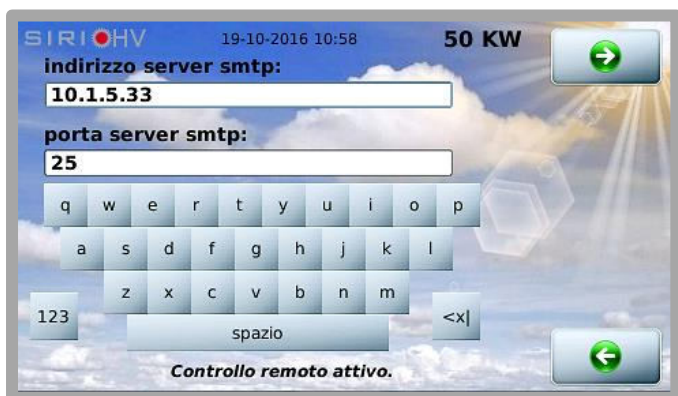 SIRIO HV 19-10-2016 10:58 50 KW
indirizzo server smtp:
10.1.5.33
porta server smtp:
25
q w e r t y u i o p
a s d f g h j k l
z x c v b n m
123 spazio <x|
Controllo remoto attivo.